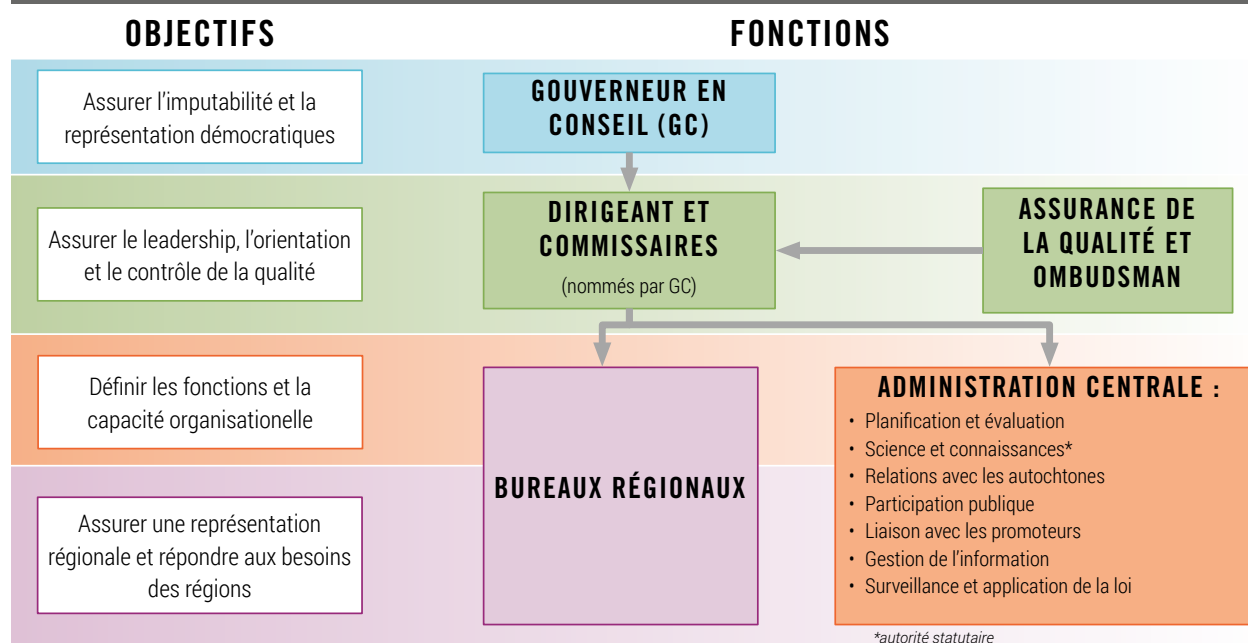 OBJECTIFS
FONCTIONS
Assurer l’imputabilité et la
représentation démocratiques
GOUVERNEUR EN
CONSEIL (GC)
Assurer le leadership, l’orientation
et le contrôle de la qualité
DIRIGEANT ET
COMMISSAIRES
(nommés par GC)
ASSURANCE DE
LA QUALITÉ ET
OMBUDSMAN
Définir les fonctions et la
capacité organisationelle
Assurer une représentation
régionale et répondre aux besoins
des régions
BUREAUX RÉGIONAUX
ADMINISTRATION CENTRALE :
• Planification et évaluation
• Science et connaissances*
• Relations avec les autochtones
• Participation publique
• Liaison avec les promoteurs
• Gestion de l’information
• Surveillance et application de la loi
*autorité statutaire